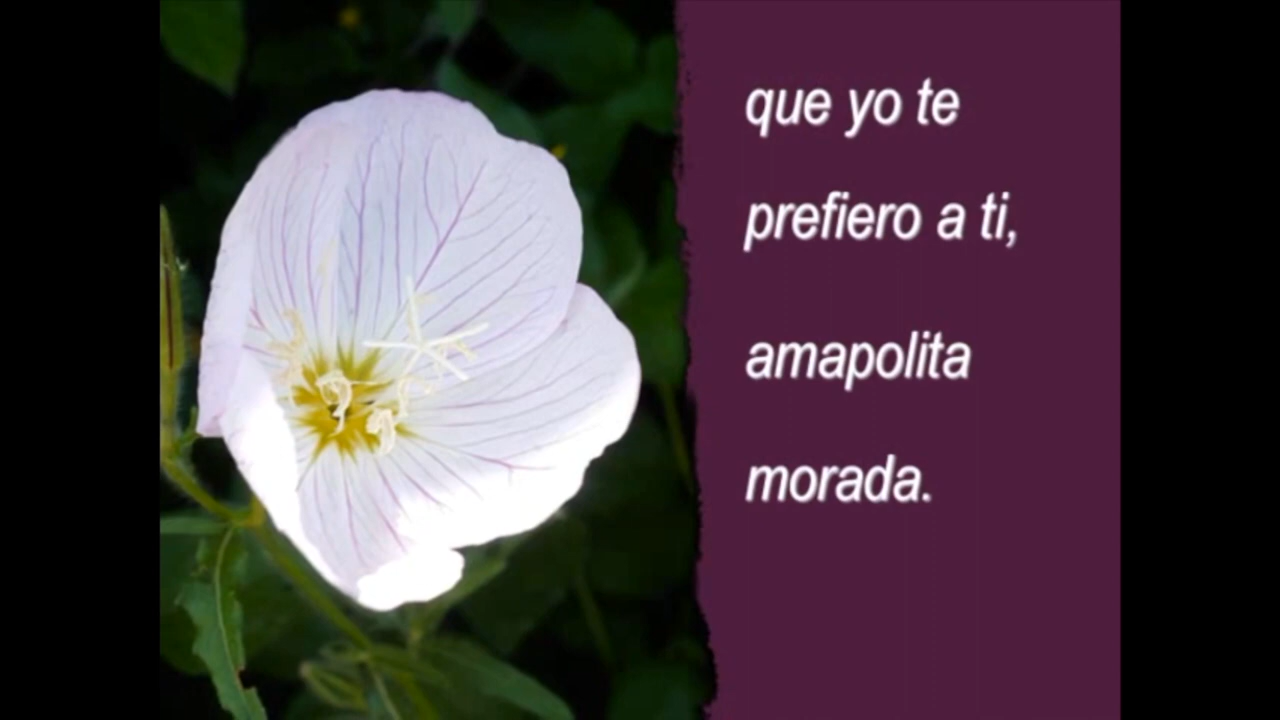 que yo te
prefiero a ti,
amapolita
morada.